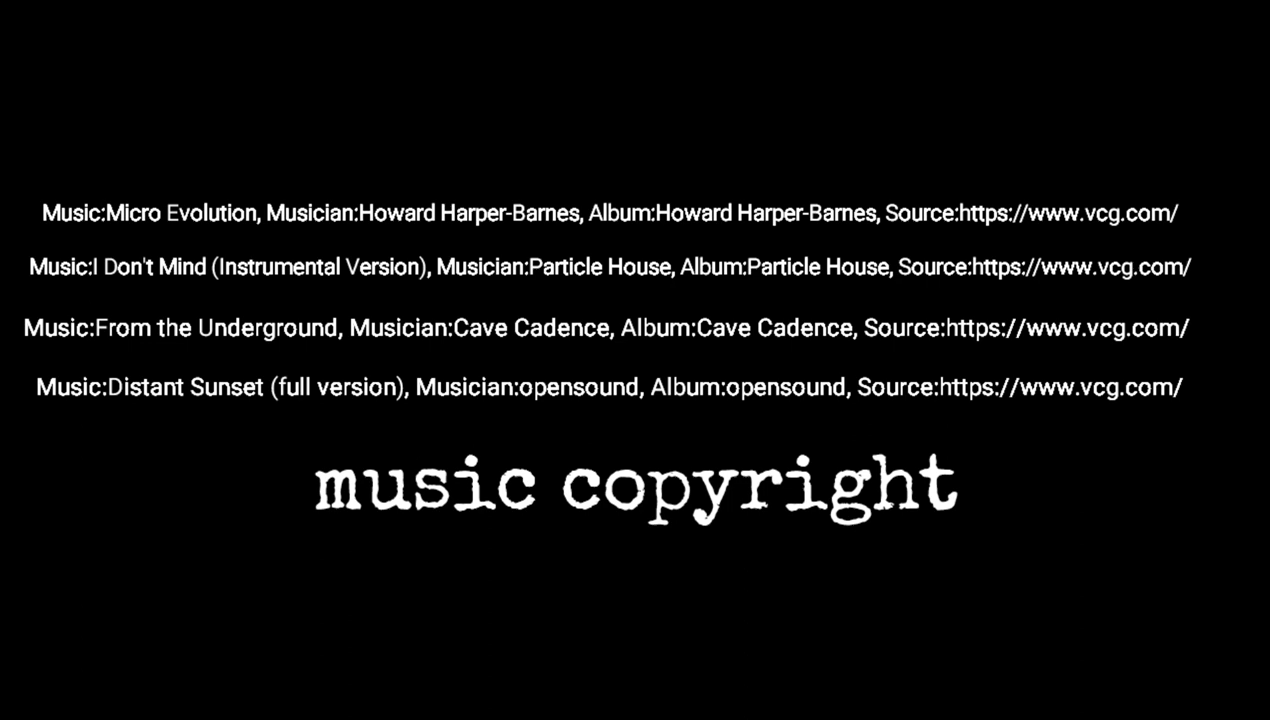 Music:Micro Evolution, Musician:Howard Harper-Barnes, Album:Howard Harper-Barnes, Source:https://www.vcg.com/
Music:I Don't Mind (Instrumental Version), Musician:Particle House, Album:Particle House, Source:https://www.vcg.com/
Music:From the Underground, Musician:Cave Cadence, Album:Cave Cadence, Source:https://www.vcg.com/
Music:Distant Sunset (full version), Musician:opensound, Album:opensound, Source:https://www.vcg.com/
music copyright